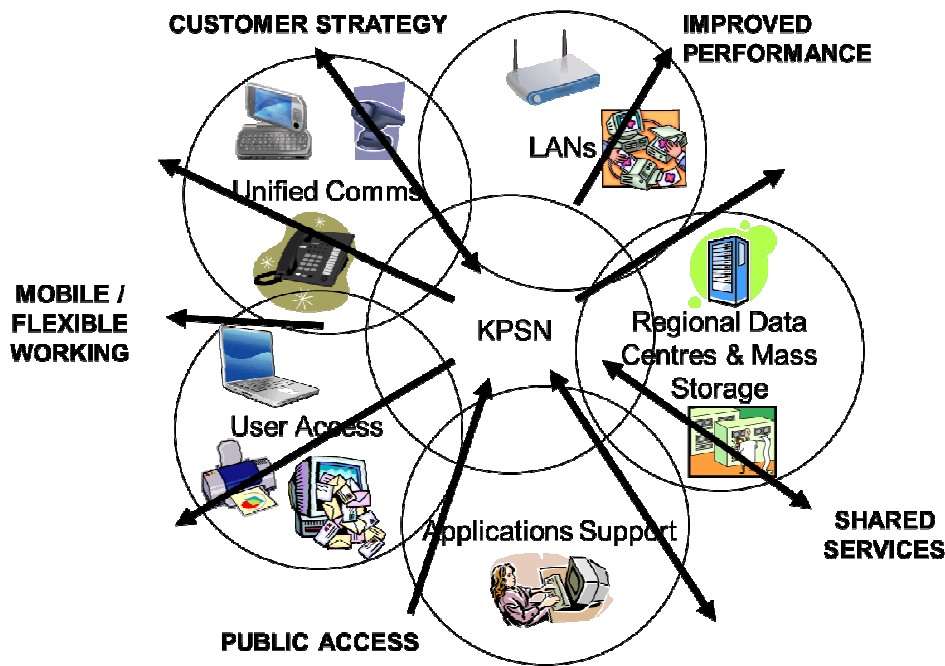 CUSTOMER STRATEGY
IMPROVED
PERFORMANCE
LANs
Unified Comms
MOBILE /
FLEXIBLE
WORKING
KPSN
Regional Data
Centres & Mass
Storage
User Access
Applications Support
SHARED
SERVICES
PUBLIC ACCESS